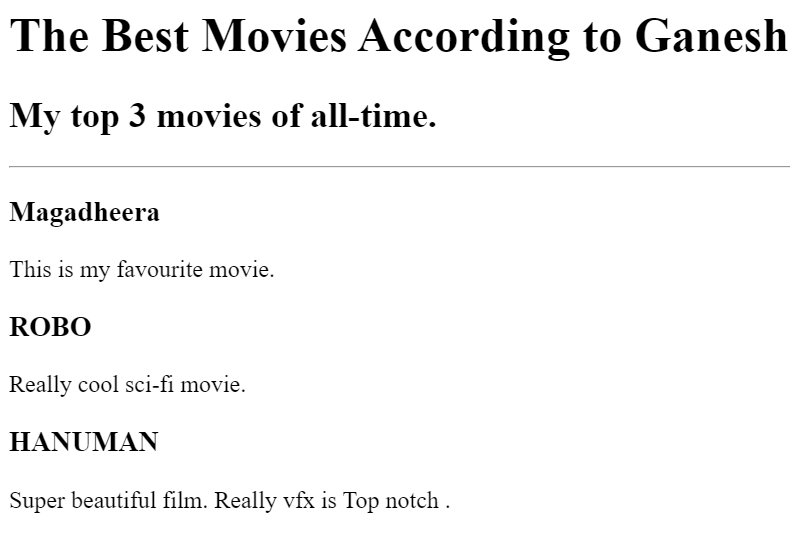 The Best Movies According to Ganesh
My top 3 movies of all-time.
Magadheera
This is my favourite movie.
ROBO
Really cool sci-fi movie.
HANUMAN
Super beautiful film. Really vfx is Top notch .